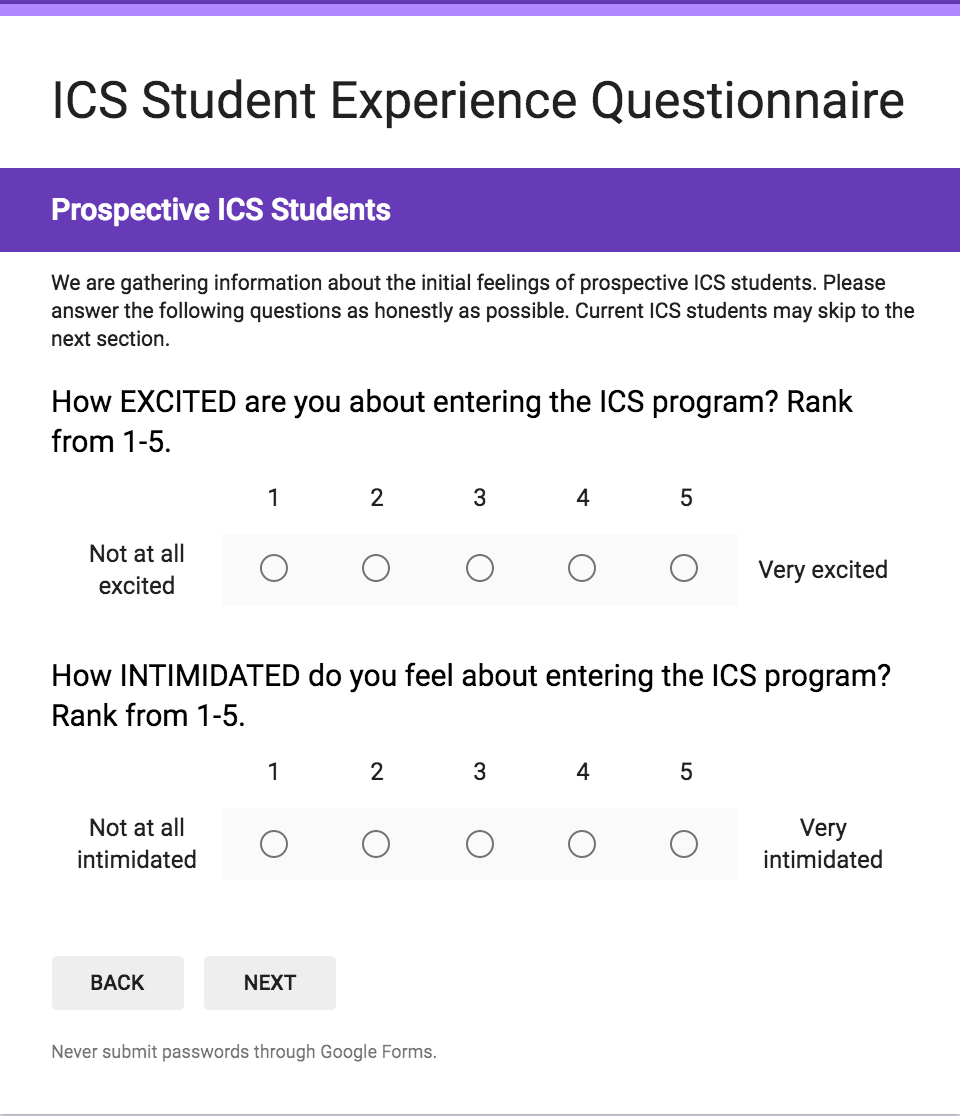 ICS Student Experience Questionnaire
Prospective ICS Students
We are gathering information about the initial feelings of prospective ICS students. Please
answer the following questions as honestly as possible. Current ICS students may skip to the
next section.
How EXCITED are you about entering the ICS program? Rank
from 1-5.
1 2 3 4 5
Not at all
excited
Very excited
How INTIMIDATED do you feel about entering the ICS program?
Rank from 1-5.
1 2 3 4 5
Not at all
intimidated
Very
intimidated
BACK NEXT
Never submit passwords through Google Forms.